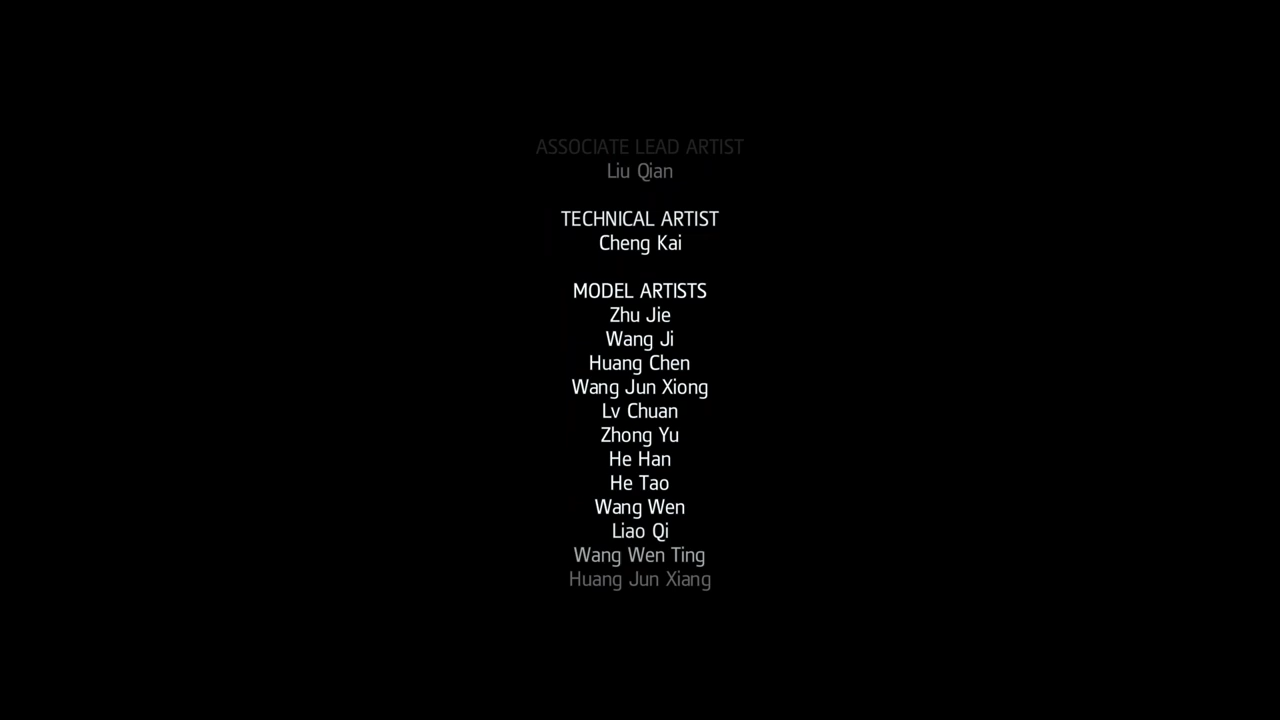 ASSOCIATE LEAD ARTIST
Liu Qian
TECHNICAL ARTIST
Cheng Kai
MODEL ARTISTS
Zhu Jie
Wang Ji
Huang Chen
Wang Jun Xiong
Lv Chuan
Zhong Yu
He Han
He Tao
Wang Wen
Liao Qi
Wang Wen Ting
Huang Jun Xiang